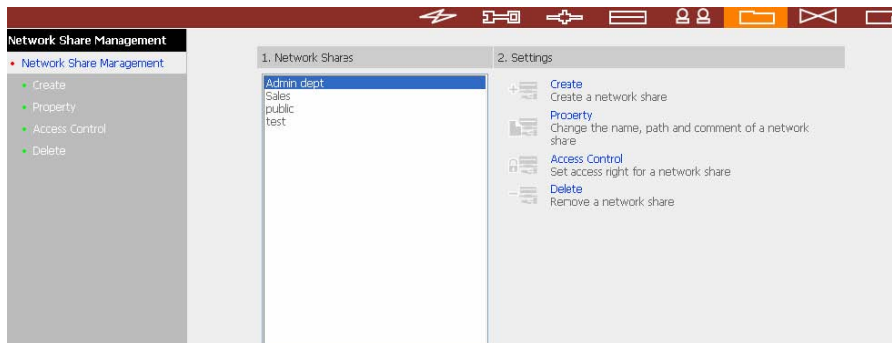 Network Share Management
Network Share Management
Create
Property
Access Control
Delete
1. Network Shares
Admin dept
Sales
public
test
2. Settings
Create
Create a network share
Property
Change the name, path and comment of a network
share
Access Control
Set access right for a network share
Delete
Remove a network share